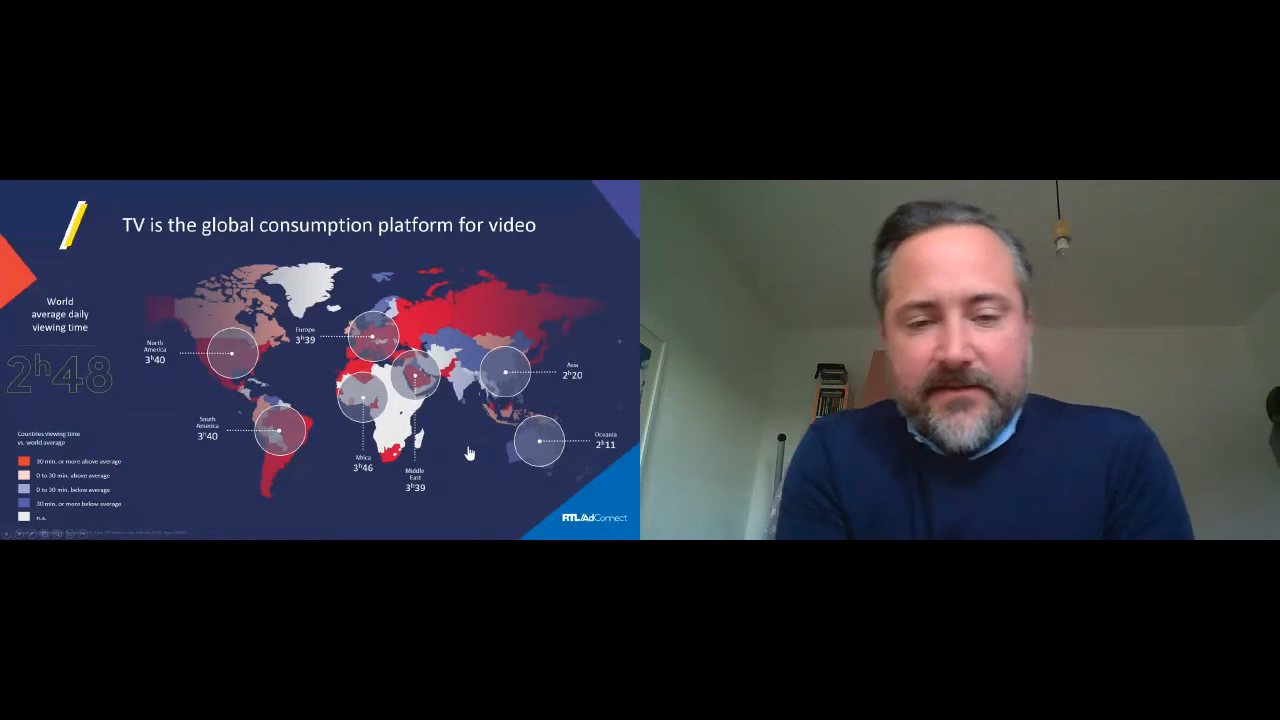 TV is the global consumption platform for video
World
average daily
viewing time
2h48
North
America
3h40
Europe
3h39
Asia
2h20
South
America
3h40
Africa
3h46
Middle
East
3h39
Oceania
2h11
Countries viewing time
vs. world average
30 min. or more above average
0 to 30 min. above average
0 to 30 min. below average
30 min. or more below average
n.a.
RTL/AdConnect